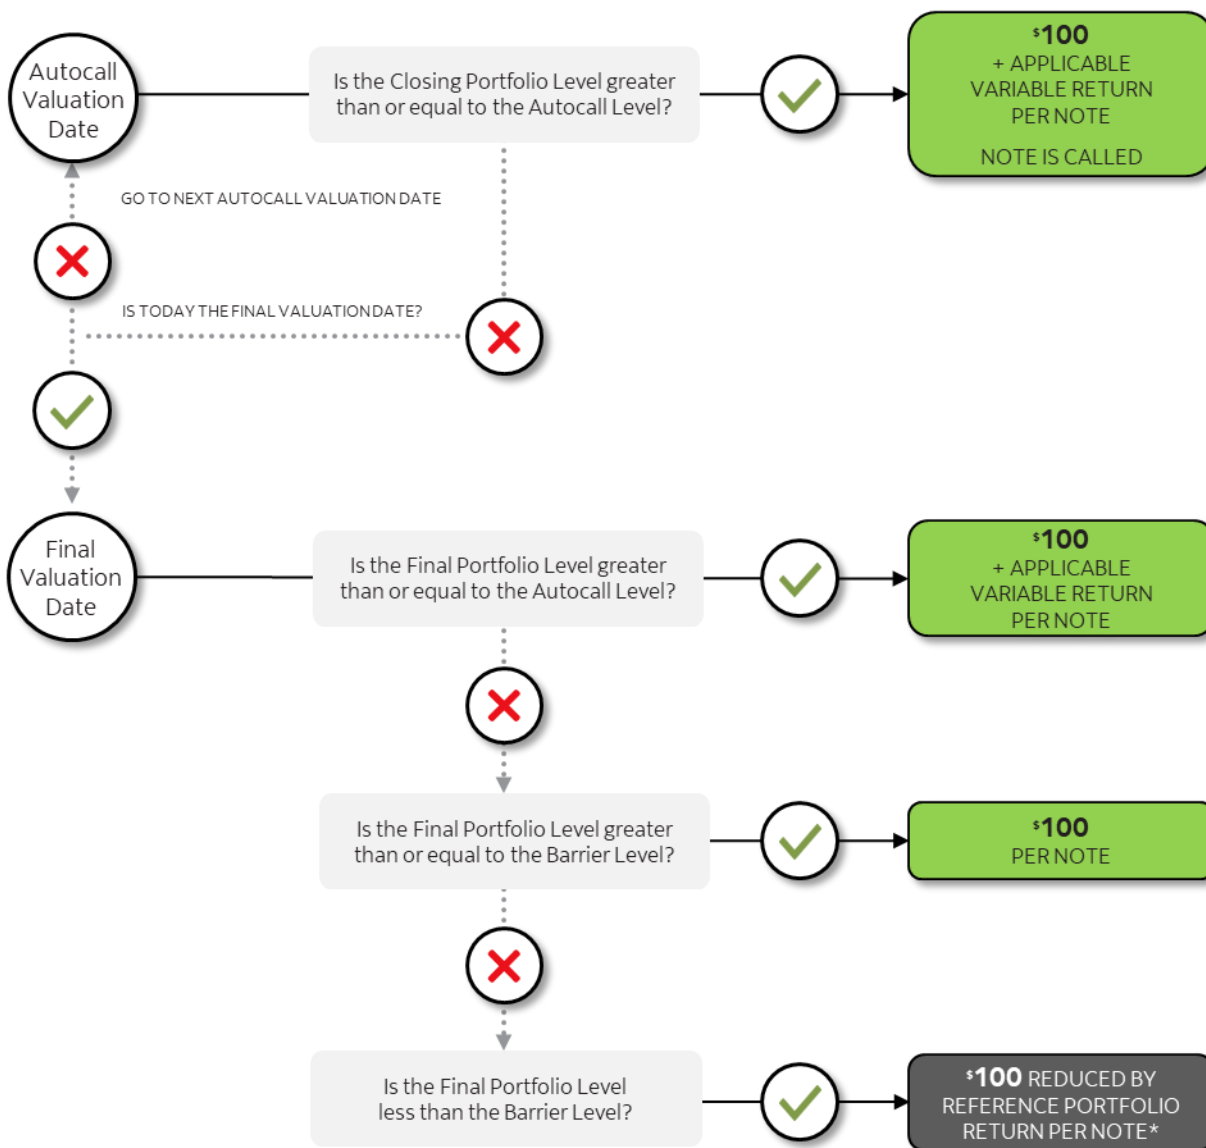 Autocall
Valuation
Date
Is the Closing Portfolio Level greater
than or equal to the Autocall Level?
$100
+ APPLICABLE
VARIABLE RETURN
PER NOTE
NOTE IS CALLED
GO TO NEXT AUTOCALL VALUATION DATE
IS TODAY THE FINAL VALUATION DATE?
Final
Valuation
Date
Is the Final Portfolio Level greater
than or equal to the Autocall Level?
$100
+ APPLICABLE
VARIABLE RETURN
PER NOTE
Is the Final Portfolio Level greater
than or equal to the Barrier Level?
$100
PER NOTE
Is the Final Portfolio Level
less than the Barrier Level?
$100 REDUCED BY
REFERENCE PORTFOLIO
RETURN PER NOTE*